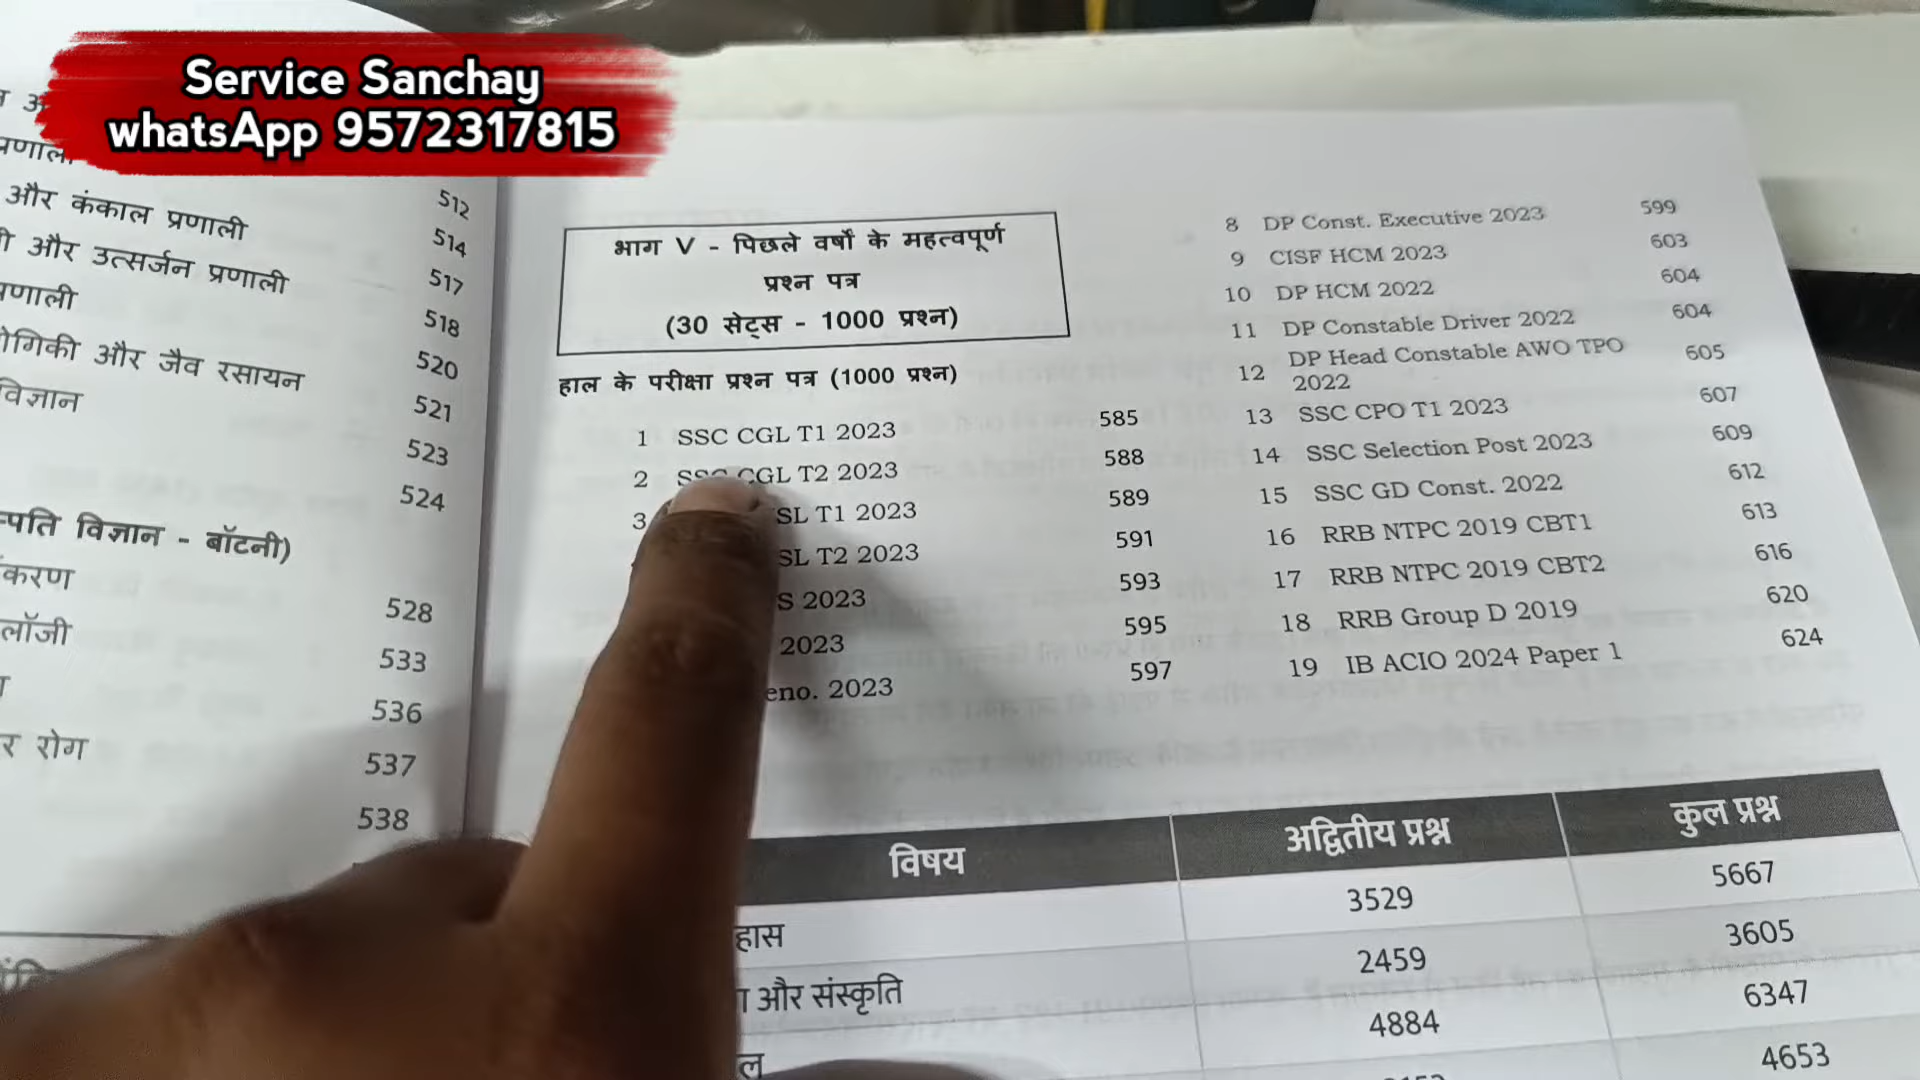 Service Sanchay
whatsApp 9572317815
और कंकाल प्रणाली 512
और उत्सर्जन प्रणाली 514
517
518
और जैव रसायन 520
विज्ञान 521
523
524
विज्ञान - बॉटनी)
528
533
536
रोग 537
538
भाग V - पिछले वर्षों के महत्वपूर्ण
प्रश्न पत्र
(30 सेट्स - 1000 प्रश्न)
हाल के परीक्षा प्रश्न पत्र (1000 प्रश्न)
1 SSC CGL T1 2023 585
2 SSC CGL T2 2023 588
3 SL T1 2023 589
SL T2 2023 591
S 2023 593
2023 595
eno. 2023 597
8 DP Const. Executive 2023 599
9 CISF HCM 2023 603
10 DP HCM 2022 604
11 DP Constable Driver 2022 604
12 DP Head Constable AWO TPO
2022 605
13 SSC CPO T1 2023 607
14 SSC Selection Post 2023 609
15 SSC GD Const. 2022 612
16 RRB NTPC 2019 CBT1 613
17 RRB NTPC 2019 CBT2 616
18 RRB Group D 2019 620
19 IB ACIO 2024 Paper 1 624
विषय अद्वितीय प्रश्न कुल प्रश्न
हास 3529 5667
और संस्कृति 2459 3605
ल 4884 6347
4653